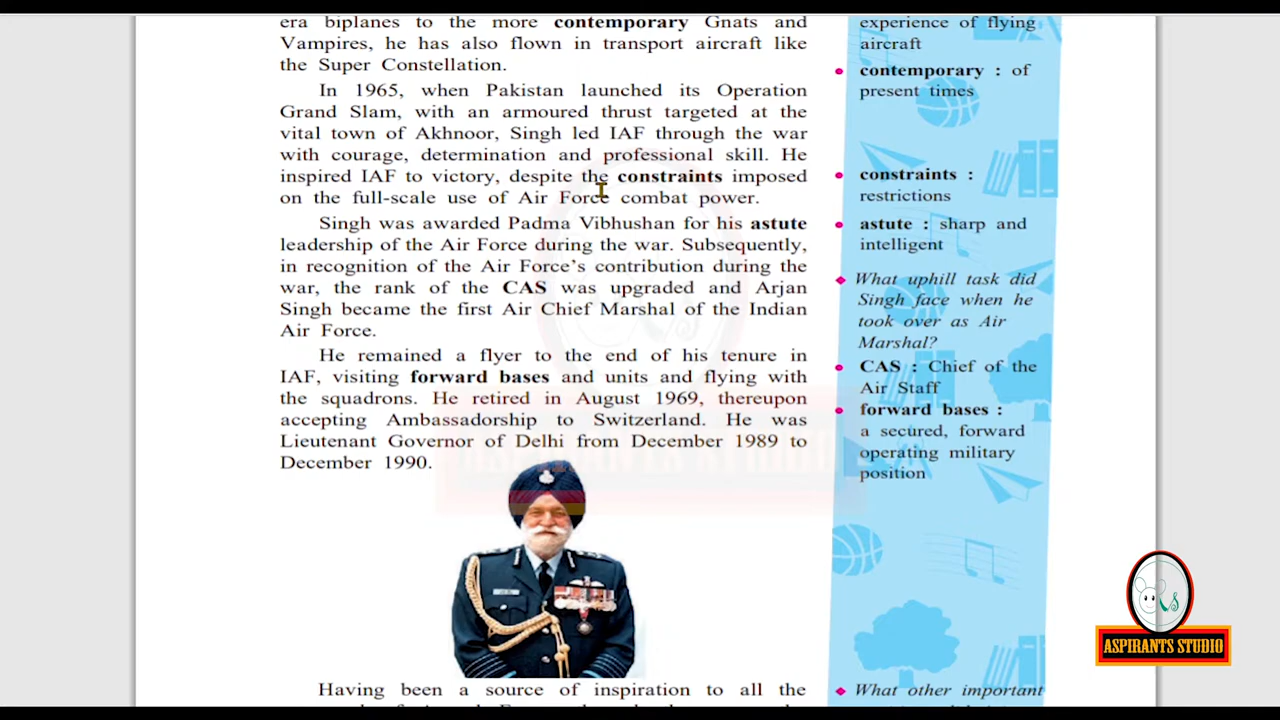 era biplanes to the more contemporary Gnats and
Vampires, he has also flown in transport aircraft like
the Super Constellation.
In 1965, when Pakistan launched its Operation
Grand Slam, with an armoured thrust targeted at the
vital town of Akhnoor, Singh led IAF through the war
with courage, determination and professional skill. He
inspired IAF to victory, despite the constraints imposed
on the full-scale use of Air Force combat power.
Singh was awarded Padma Vibhushan for his astute
leadership of the Air Force during the war. Subsequently,
in recognition of the Air Force's contribution during the
war, the rank of the CAS was upgraded and Arjan
Singh became the first Air Chief Marshal of the Indian
Air Force.
He remained a flyer to the end of his tenure in
IAF, visiting forward bases and units and flying with
the squadrons. He retired in August 1969, thereupon
accepting Ambassadorship to Switzerland. He was
Lieutenant Governor of Delhi from December 1989 to
December 1990.
Having been a source of inspiration to all the
experience of flying
aircraft
contemporary : of
present times
constraints :
restrictions
astute : sharp and
intelligent
What uphill task did
Singh face when he
took over as Air
Marshal?
CAS : Chief of the
Air Staff
forward bases :
a secured, forward
operating military
position
What other important
ASPIRANTS STUDIO
ASPIRANTS STUDIO